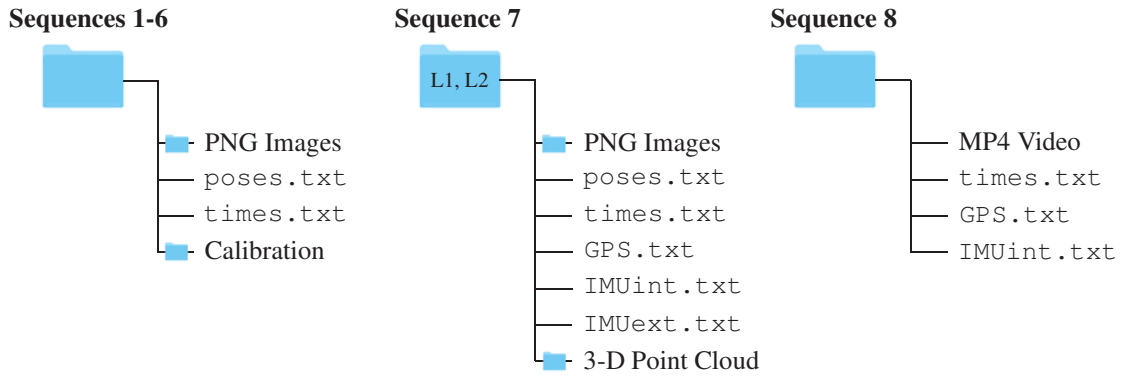 Sequences 1-6
PNG Images
poses.txt
times.txt
Calibration
Sequence 7
L1, L2
PNG Images
poses.txt
times.txt
GPS.txt
IMUint.txt
IMUext.txt
3-D Point Cloud
Sequence 8
MP4 Video
times.txt
GPS.txt
IMUint.txt